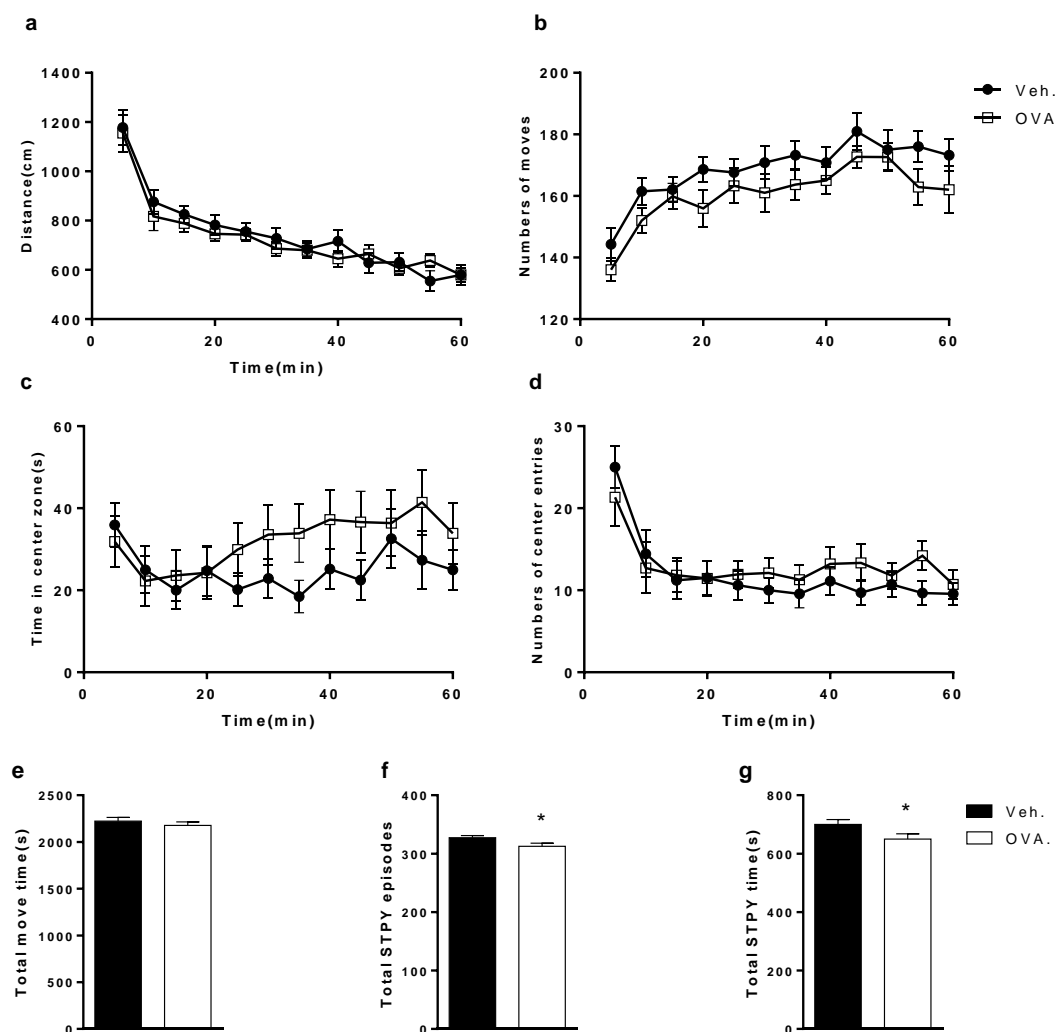 a
b
1400
1200
1000
800
600
400
0
20
40
60
Distance(cm)
Time(min)
200
180
160
140
120
0
20
40
60
Numbers of moves
Veh.
OVA
c
d
60
40
20
0
0
20
40
60
Time in center zone(s)
Time(min)
30
20
10
0
0
20
40
60
Numbers of center entries
Time(min)
e
f
g
2500
2000
1500
1000
500
0
Total move time(s)
400
300
200
100
0
Total STPY episodes
*
800
600
400
200
0
Total STPY time(s)
*
Veh.
OVA.